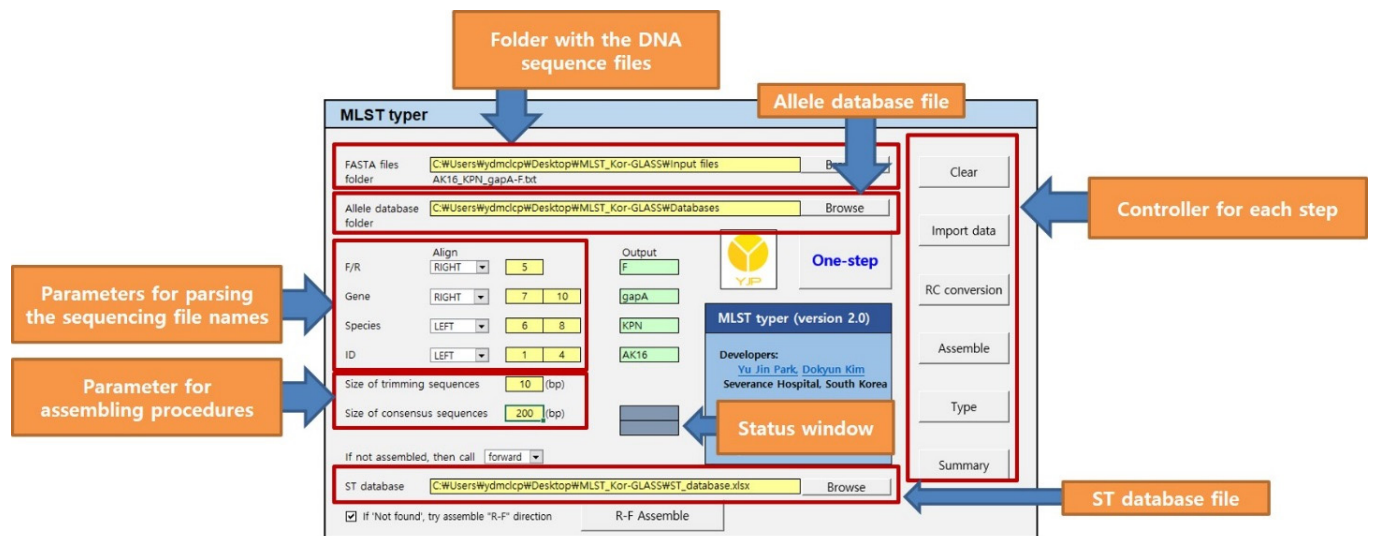 Folder with the DNA
sequence files
Allele database file
MLST typer
FASTA files
folder
C:₩Users₩ydmclcp₩Desktop₩MLST_Kor-GLASS₩Input files
AK16_KPN_gapA-F.txt
Clear
Controller for each step
Allele database
folder
C:₩Users₩ydmclcp₩Desktop₩MLST_Kor-GLASS₩Databases
Browse
Import data
Align
Output
F/R
RIGHT
5
F
YJP
One-step
Parameters for parsing
the sequencing file names
Gene
RIGHT
7
10
gapA
RC conversion
Species
LEFT
6
8
KPN
MLST typer (version 2.0)
ID
LEFT
1
4
AK16
Developers:
Yu Jin Park, Dokyun Kim
Severance Hospital, South Korea
Assemble
Parameter for
assembling procedures
Size of trimming sequences
10
(bp)
Size of consensus sequences
200
(bp)
Status window
Type
If not assembled, then call
forward
Summary
ST database
C:₩Users₩ydmclcp₩Desktop₩MLST_Kor-GLASS₩ST_database.xlsx
Browse
ST database file
If 'Not found', try assemble "R-F" direction
R-F Assemble